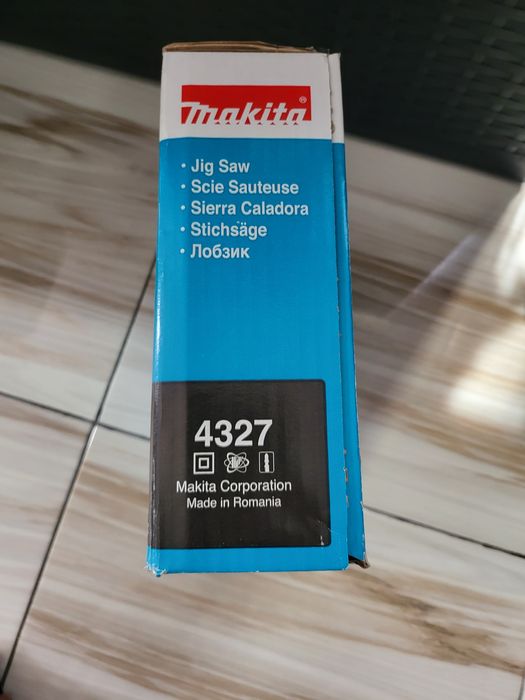 Makita®
· Jig Saw
· Scie Sauteuse
· Sierra Caladora
· Stichsäge
· Лобзик
4327
Makita Corporation
Made in Romania